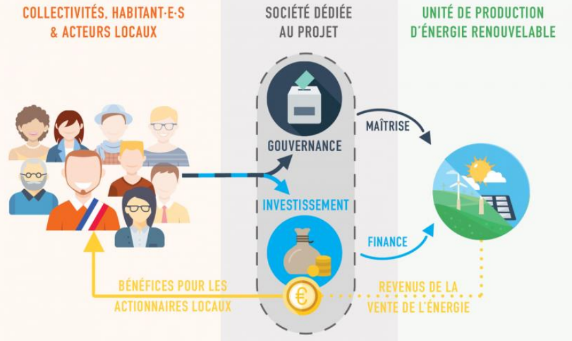 COLLECTIVITÉS, HABITANT·E·S
& ACTEURS LOCAUX
SOCIÉTÉ DÉDIÉE
AU PROJET
UNITÉ DE PRODUCTION
D'ÉNERGIE RENOUVELABLE
GOUVERNANCE
MAÎTRISE
INVESTISSEMENT
FINANCE
BÉNÉFICES POUR LES
ACTIONNAIRES LOCAUX
€
REVENUS DE LA
VENTE DE L'ÉNERGIE